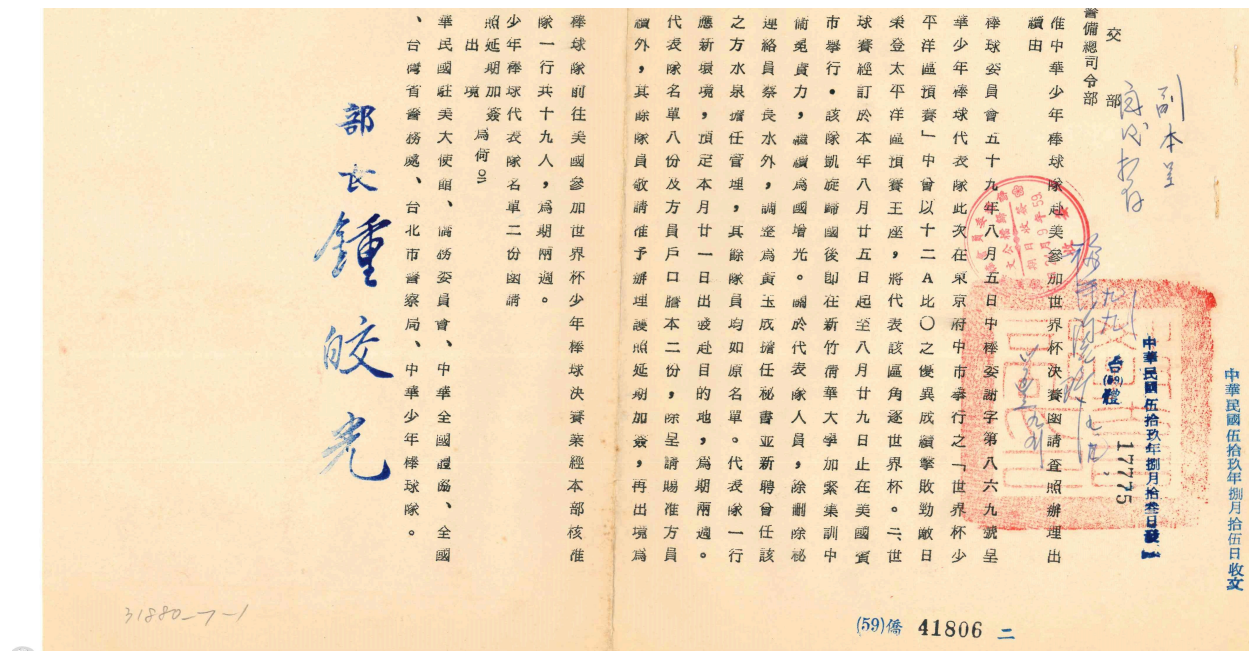 中華民國伍拾玖年捌月拾伍日收文
中華民國伍拾玖年捌月拾叁日發
台(59)體 17775
副本呈
交 部
警備總司令部
准中華少年棒球隊赴美參加世界杯決賽函請查照辦理出
續由
棒球委員會五十九年八月五日中棒委謝字第八六九號呈
華少年棒球代表隊此次在東京府中市舉行之「世界杯少
平洋區預賽」中會以十二A比〇之優異成績擊敗勁敵日
榮登太平洋區預賽王座,將代表該區角逐世界杯。二、世
球賽經訂於本年八月廿五日起至八月廿九日止在美國賓
市舉行。該隊凱旋歸國後即在新竹清華大學加緊集訓中
衛冕責力,繼續為國增光。關於代表隊人員,除刪除秘
連絡員蔡長水外,調整為黃玉成擔任秘書並新聘曾任該
之方水泉擔任管理,其餘隊員均如原名單。代表隊一行
應新環境,預定本月廿一日出發赴目的地,為期兩週。
代表隊名單八份及方員戶口謄本二份,除呈請賜准方員
續外,其餘隊員敬請准予辦理護照延期加簽,再出境為
棒球隊前往美國參加世界杯少年棒球決賽業經本部核准
隊一行共十九人,為期兩週。
少年棒球代表隊名單二份函請
照延期加簽為荷
出境
華民國駐美大使館、僑務委員會、中華全國體協、全國
、台灣省警務處、台北市警察局、中華少年棒球隊。
部長 鍾皎光
(59)僑 41806 二
31880-7-1